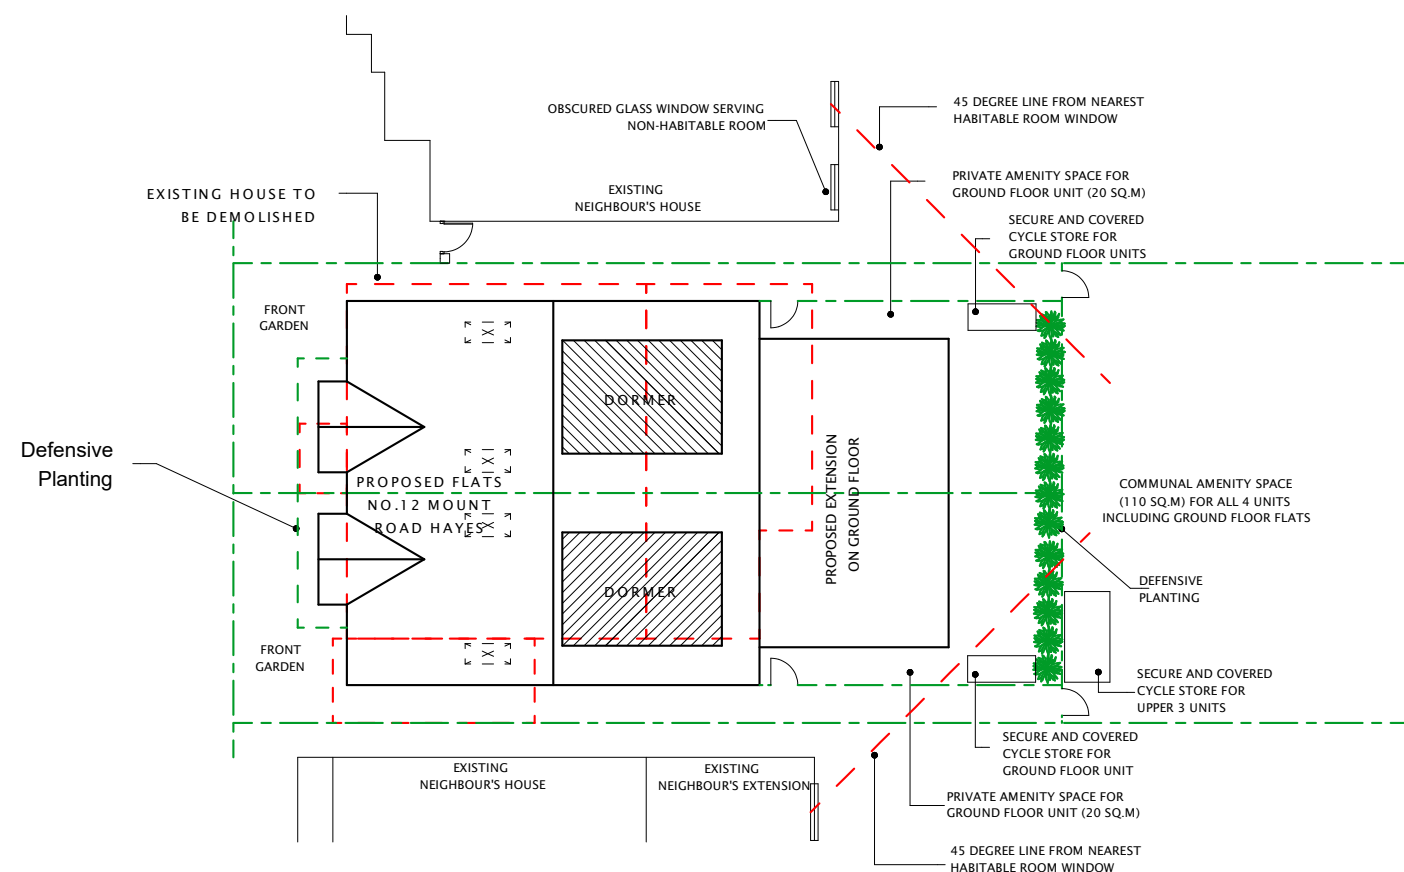 OBSCURED GLASS WINDOW SERVING
NON-HABITABLE ROOM
45 DEGREE LINE FROM NEAREST
HABITABLE ROOM WINDOW
EXISTING HOUSE TO
BE DEMOLISHED
EXISTING
NEIGHBOUR'S HOUSE
PRIVATE AMENITY SPACE FOR
GROUND FLOOR UNIT (20 SQ.M)
SECURE AND COVERED
CYCLE STORE FOR
GROUND FLOOR UNITS
FRONT
GARDEN
DORMER
Defensive
Planting
PROPOSED FLATS
NO.12 MOUNT
ROAD HAYES
PROPOSED EXTENSION
ON GROUND FLOOR
COMMUNAL AMENITY SPACE
(110 SQ.M) FOR ALL 4 UNITS
INCLUDING GROUND FLOOR FLATS
DORMER
DEFENSIVE
PLANTING
FRONT
GARDEN
SECURE AND COVERED
CYCLE STORE FOR
UPPER 3 UNITS
SECURE AND COVERED
CYCLE STORE FOR
GROUND FLOOR UNIT
EXISTING
NEIGHBOUR'S HOUSE
EXISTING
NEIGHBOUR'S EXTENSION
PRIVATE AMENITY SPACE FOR
GROUND FLOOR UNIT (20 SQ.M)
45 DEGREE LINE FROM NEAREST
HABITABLE ROOM WINDOW